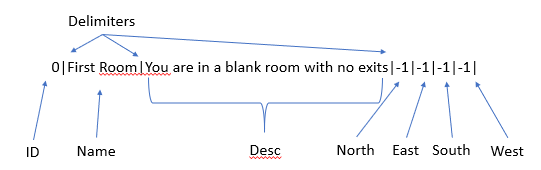 Delimiters
0|First Room|You are in a blank room with no exits|-1|-1|-1|-1|
ID Name Desc North East South West